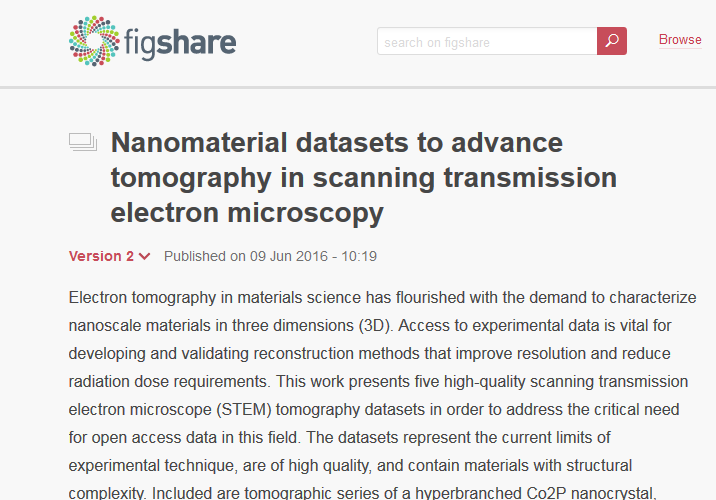 figshare
search on figshare
Browse
Nanomaterial datasets to advance
tomography in scanning transmission
electron microscopy
Version 2
Published on 09 Jun 2016 - 10:19
Electron tomography in materials science has flourished with the demand to characterize
nanoscale materials in three dimensions (3D). Access to experimental data is vital for
developing and validating reconstruction methods that improve resolution and reduce
radiation dose requirements. This work presents five high-quality scanning transmission
electron microscope (STEM) tomography datasets in order to address the critical need
for open access data in this field. The datasets represent the current limits of
experimental technique, are of high quality, and contain materials with structural
complexity. Included are tomographic series of a hyperbranched Co2P nanocrystal,